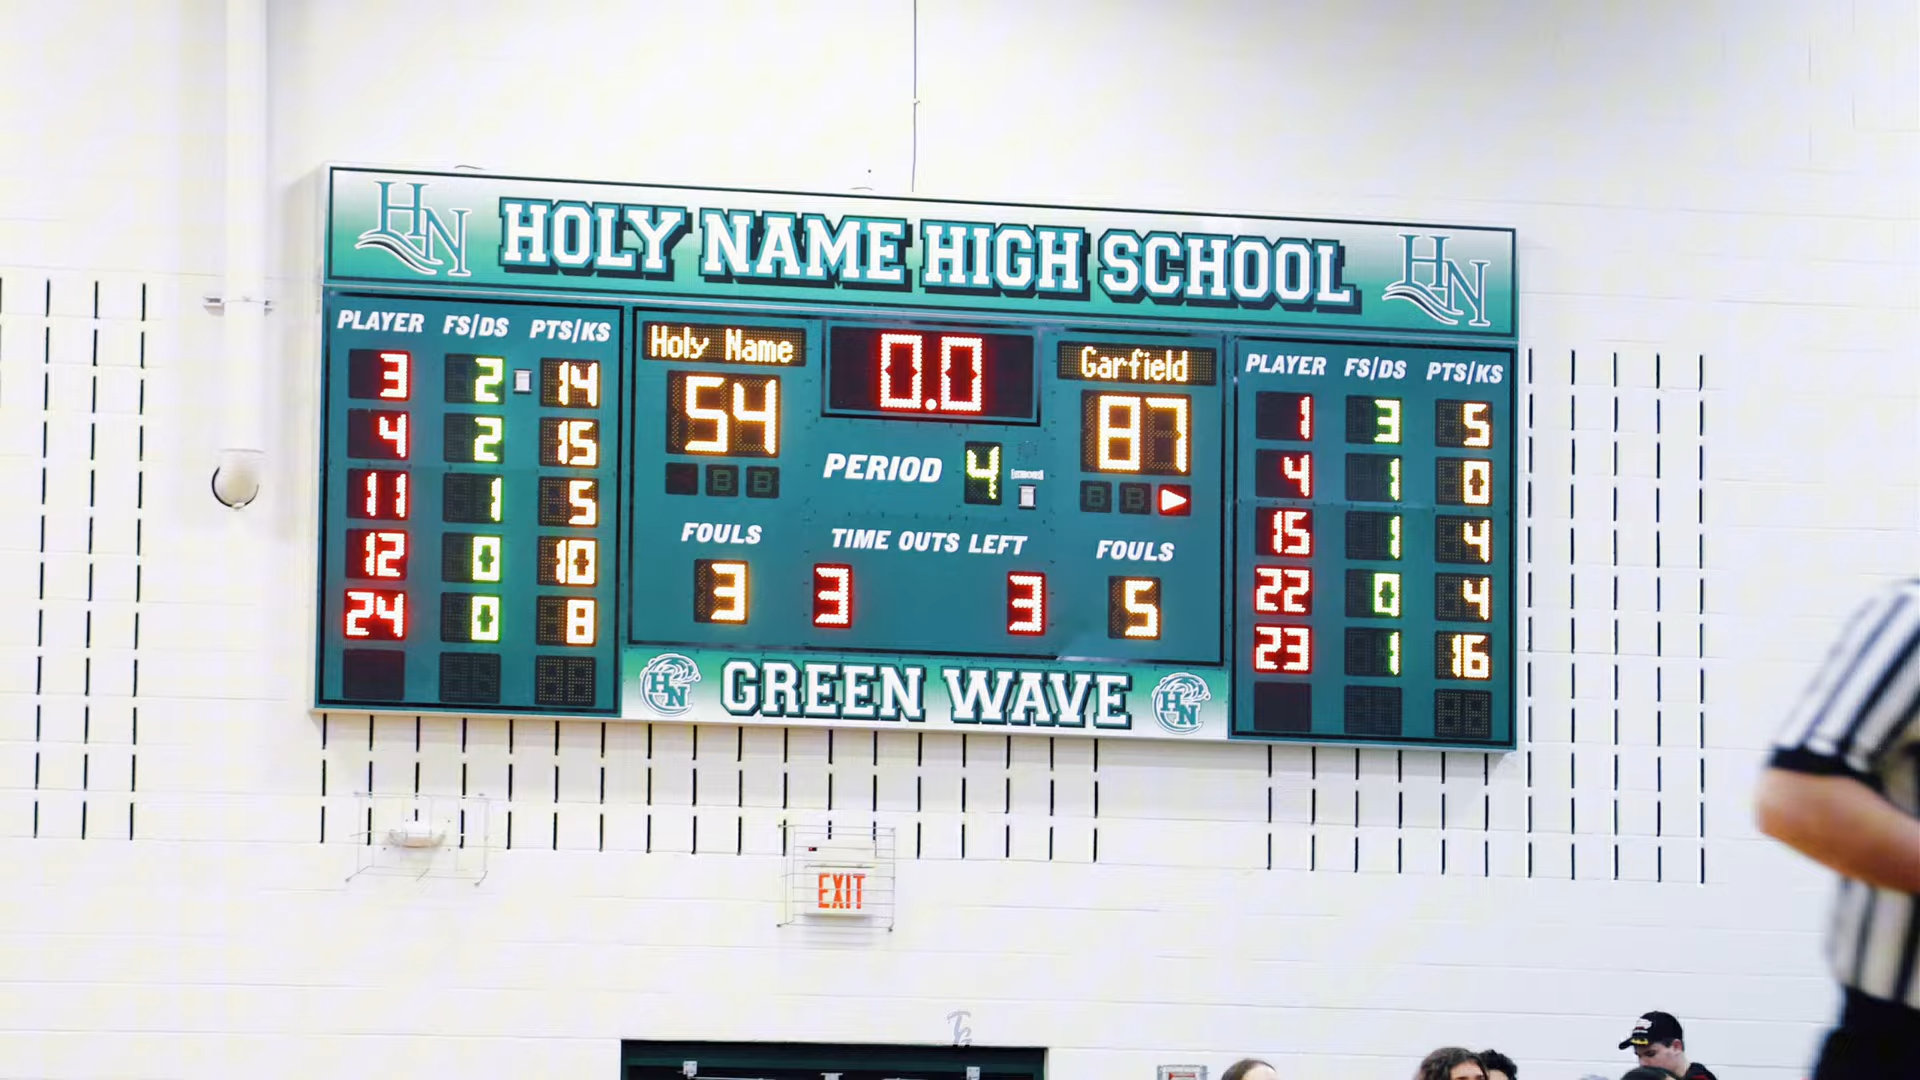 HN HOLY NAME HIGH SCHOOL HN
PLAYER FS/DS PTS/KS
3 2 14
4 2 15
11 1 5
12 0 10
24 0 8
Holy Name 0.0 Garfield
54 87
PERIOD 4
B B
B B
FOULS TIME OUTS LEFT FOULS
3 3 3 5
HN GREEN WAVE HN
PLAYER FS/DS PTS/KS
1 3 5
4 1 0
15 1 4
22 0 4
23 1 16
EXIT